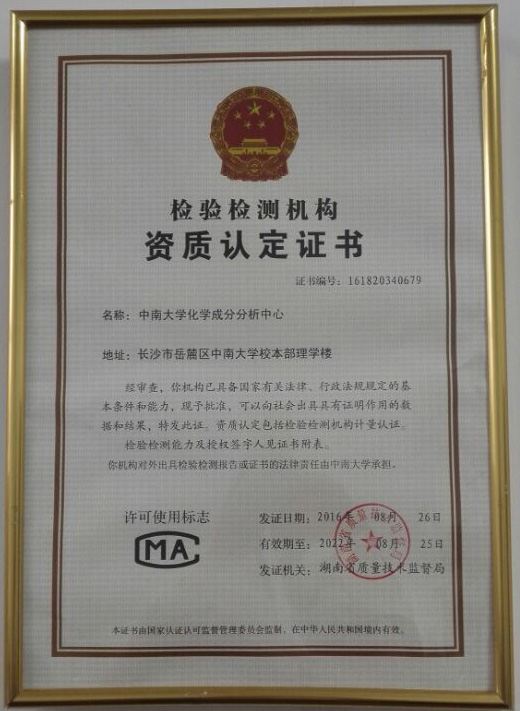 检验检测机构
资质认定证书
证书编号：161820340679
名称：中南大学化学成分分析中心
地址：长沙市岳麓区中南大学校本部理学楼
经审查，你机构已具备国家有关法律、行政法规规定的基
本条件和能力，现予批准，可以向社会出具具有证明作用的数
据和结果，特发此证。资质认定包括检验检测机构计量认证。
检验检测能力及授权签字人见证书附表。
你机构对外出具检验检测报告或证书的法律责任由中南大学承担。
许可使用标志
MA
发证日期：2016年 08月 26日
有效期至：2022年 08月 25日
发证机关：湖南省质量技术监督局
本证书由国家认证认可监督管理委员会监制，在中华人民共和国境内有效。